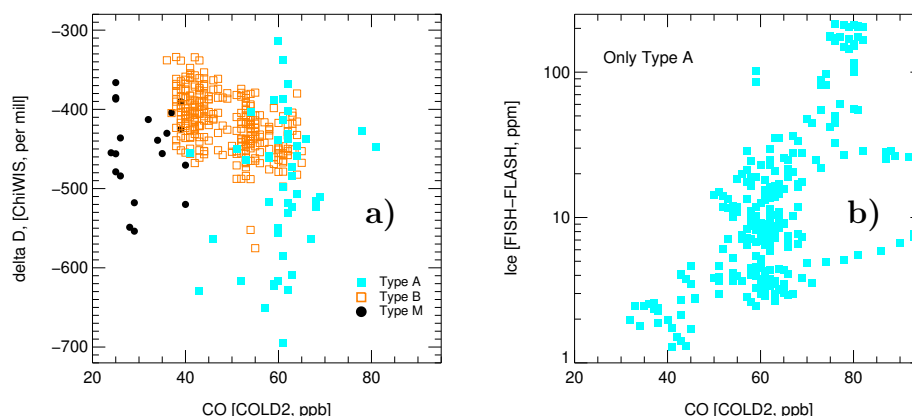 −300
−400
−500
−600
−700
20
40
60
80
CO [COLD2, ppb]
delta D, [ChiWIS, per mill]
a)
Type A
Type B
Type M
100
10
1
20
40
60
80
CO [COLD2, ppb]
Ice [FISH−FLASH, ppm]
Only Type A
b)